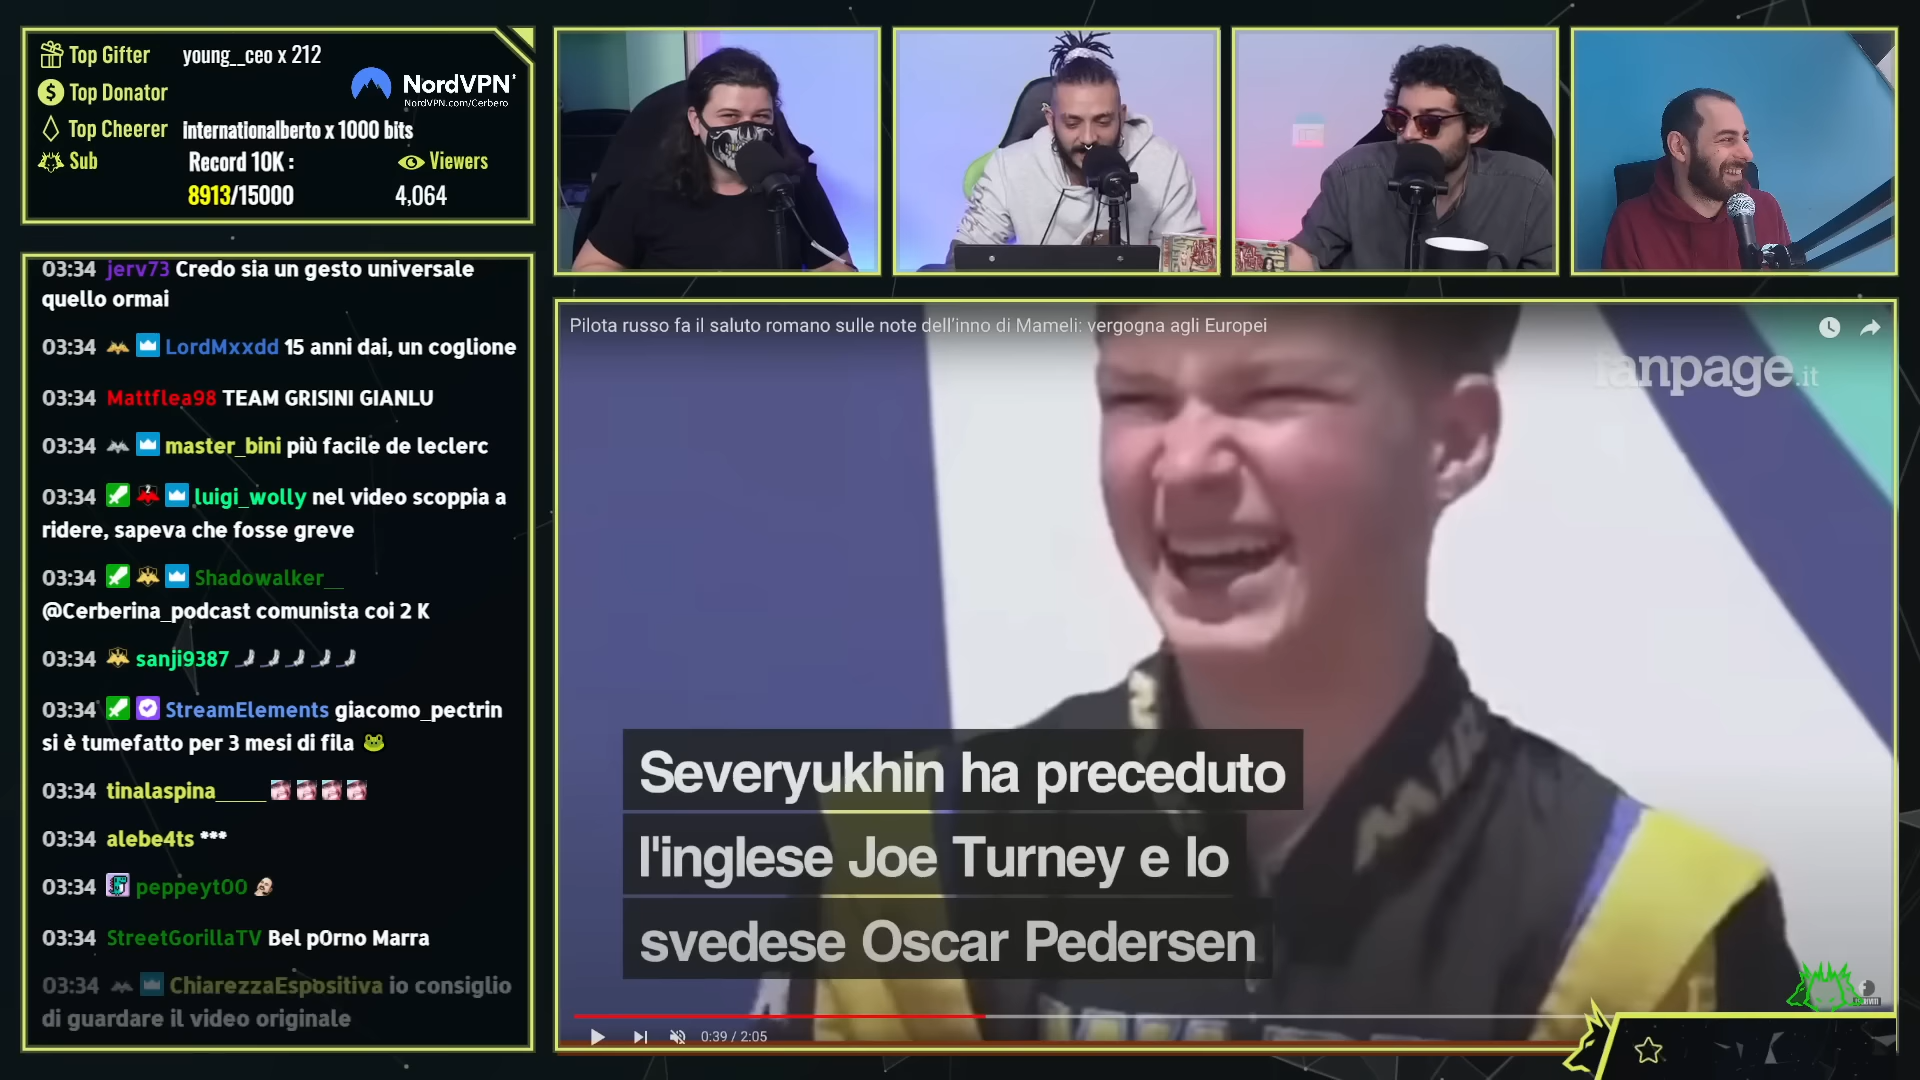 Top Gifter young__ceo x 212
Top Donator
NordVPN'
NordVPN.com/Cerbero
Top Cheerer internationalberto x 1000 bits
Sub Record 10K : Viewers
8913/15000 4,064
03:34 jerv73 Credo sia un gesto universale
quello ormai
03:34 LordMxxdd 15 anni dai, un coglione
03:34 Mattflea98 TEAM GRISINI GIANLU
03:34 master_bini più facile de leclerc
03:34 luigi_wolly nel video scoppia a
ridere, sapeva che fosse greve
03:34 Shadowalker__
@Cerberina_podcast comunista coi 2 K
03:34 sanji9387
03:34 StreamElements giacomo_pectrin
si è tumefatto per 3 mesi di fila
03:34 tinalaspina____
03:34 alebe4ts ***
03:34 peppeyt00
03:34 StreetGorillaTV Bel p0rno Marra
03:34 ChiarezzaEspositiva io consiglio
di guardare il video originale
Pilota russo fa il saluto romano sulle note dell'inno di Mameli: vergogna agli Europei
fanpage.it
Severyukhin ha preceduto
l'inglese Joe Turney e lo
svedese Oscar Pedersen
0:39 / 2:05